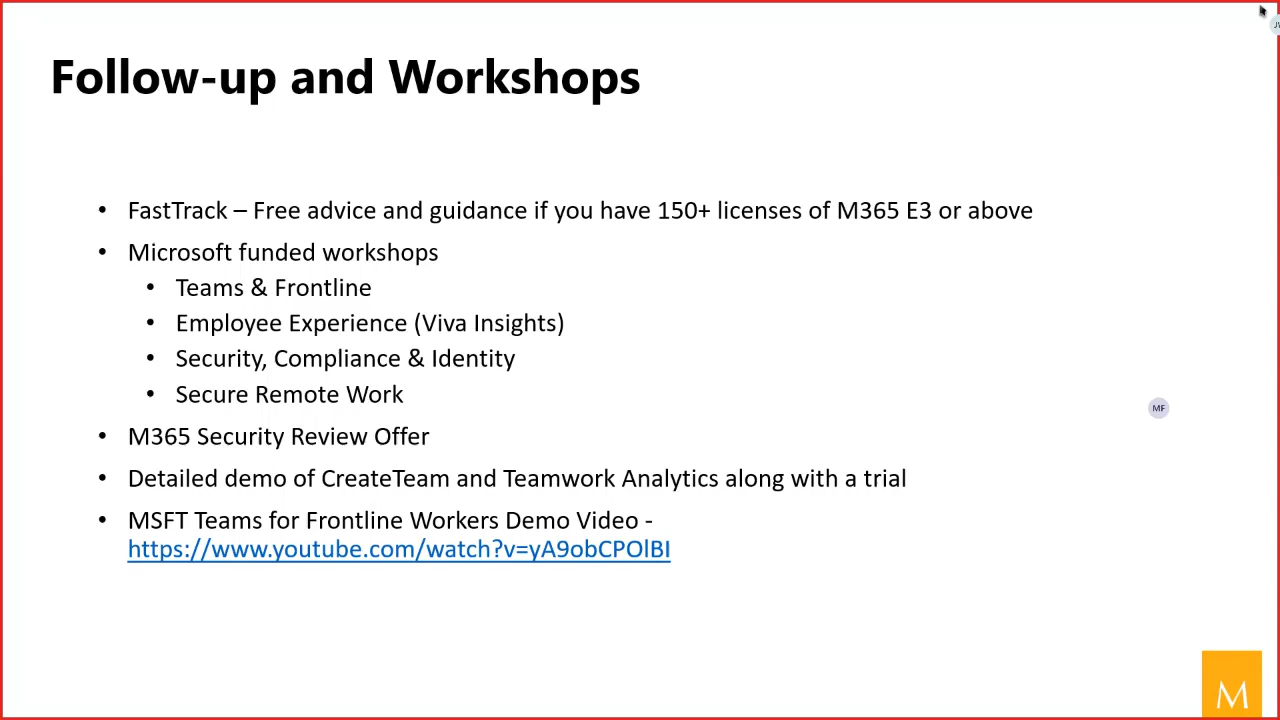 Follow-up and Workshops
• FastTrack – Free advice and guidance if you have 150+ licenses of M365 E3 or above
• Microsoft funded workshops
• Teams & Frontline
• Employee Experience (Viva Insights)
• Security, Compliance & Identity
• Secure Remote Work
• M365 Security Review Offer
• Detailed demo of CreateTeam and Teamwork Analytics along with a trial
• MSFT Teams for Frontline Workers Demo Video -
https://www.youtube.com/watch?v=yA9obCPOlBI
MF
M